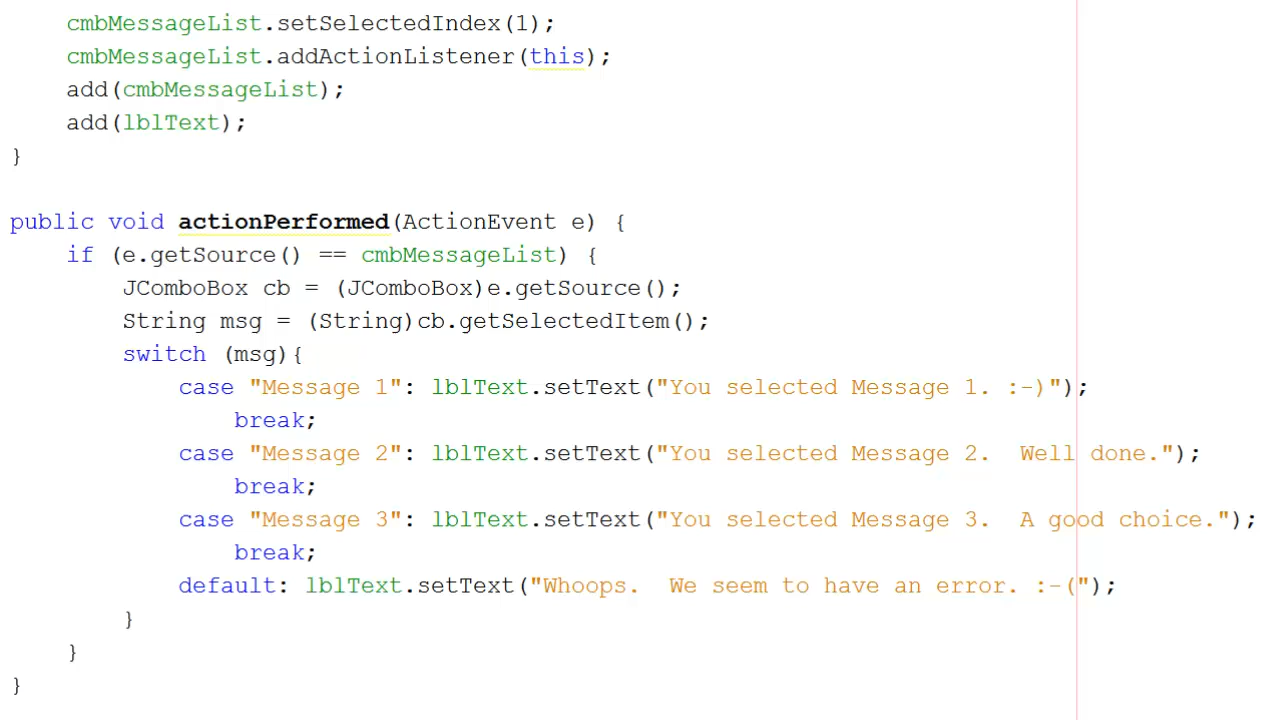 cmbMessageList.setSelectedIndex(1);
cmbMessageList.addActionListener(this);
add(cmbMessageList);
add(lblText);
}
public void actionPerformed(ActionEvent e) {
if (e.getSource() == cmbMessageList) {
JComboBox cb = (JComboBox)e.getSource();
String msg = (String)cb.getSelectedItem();
switch (msg){
case "Message 1": lblText.setText("You selected Message 1. :-)");
break;
case "Message 2": lblText.setText("You selected Message 2.  Well done.");
break;
case "Message 3": lblText.setText("You selected Message 3.  A good choice.");
break;
default: lblText.setText("Whoops.  We seem to have an error. :-(");
}
}
}